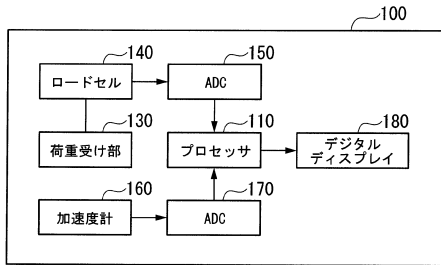 100
140
150
ロードセル
ADC
130
110
180
荷重受け部
プロセッサ
デジタル
ディスプレイ
160
170
加速度計
ADC